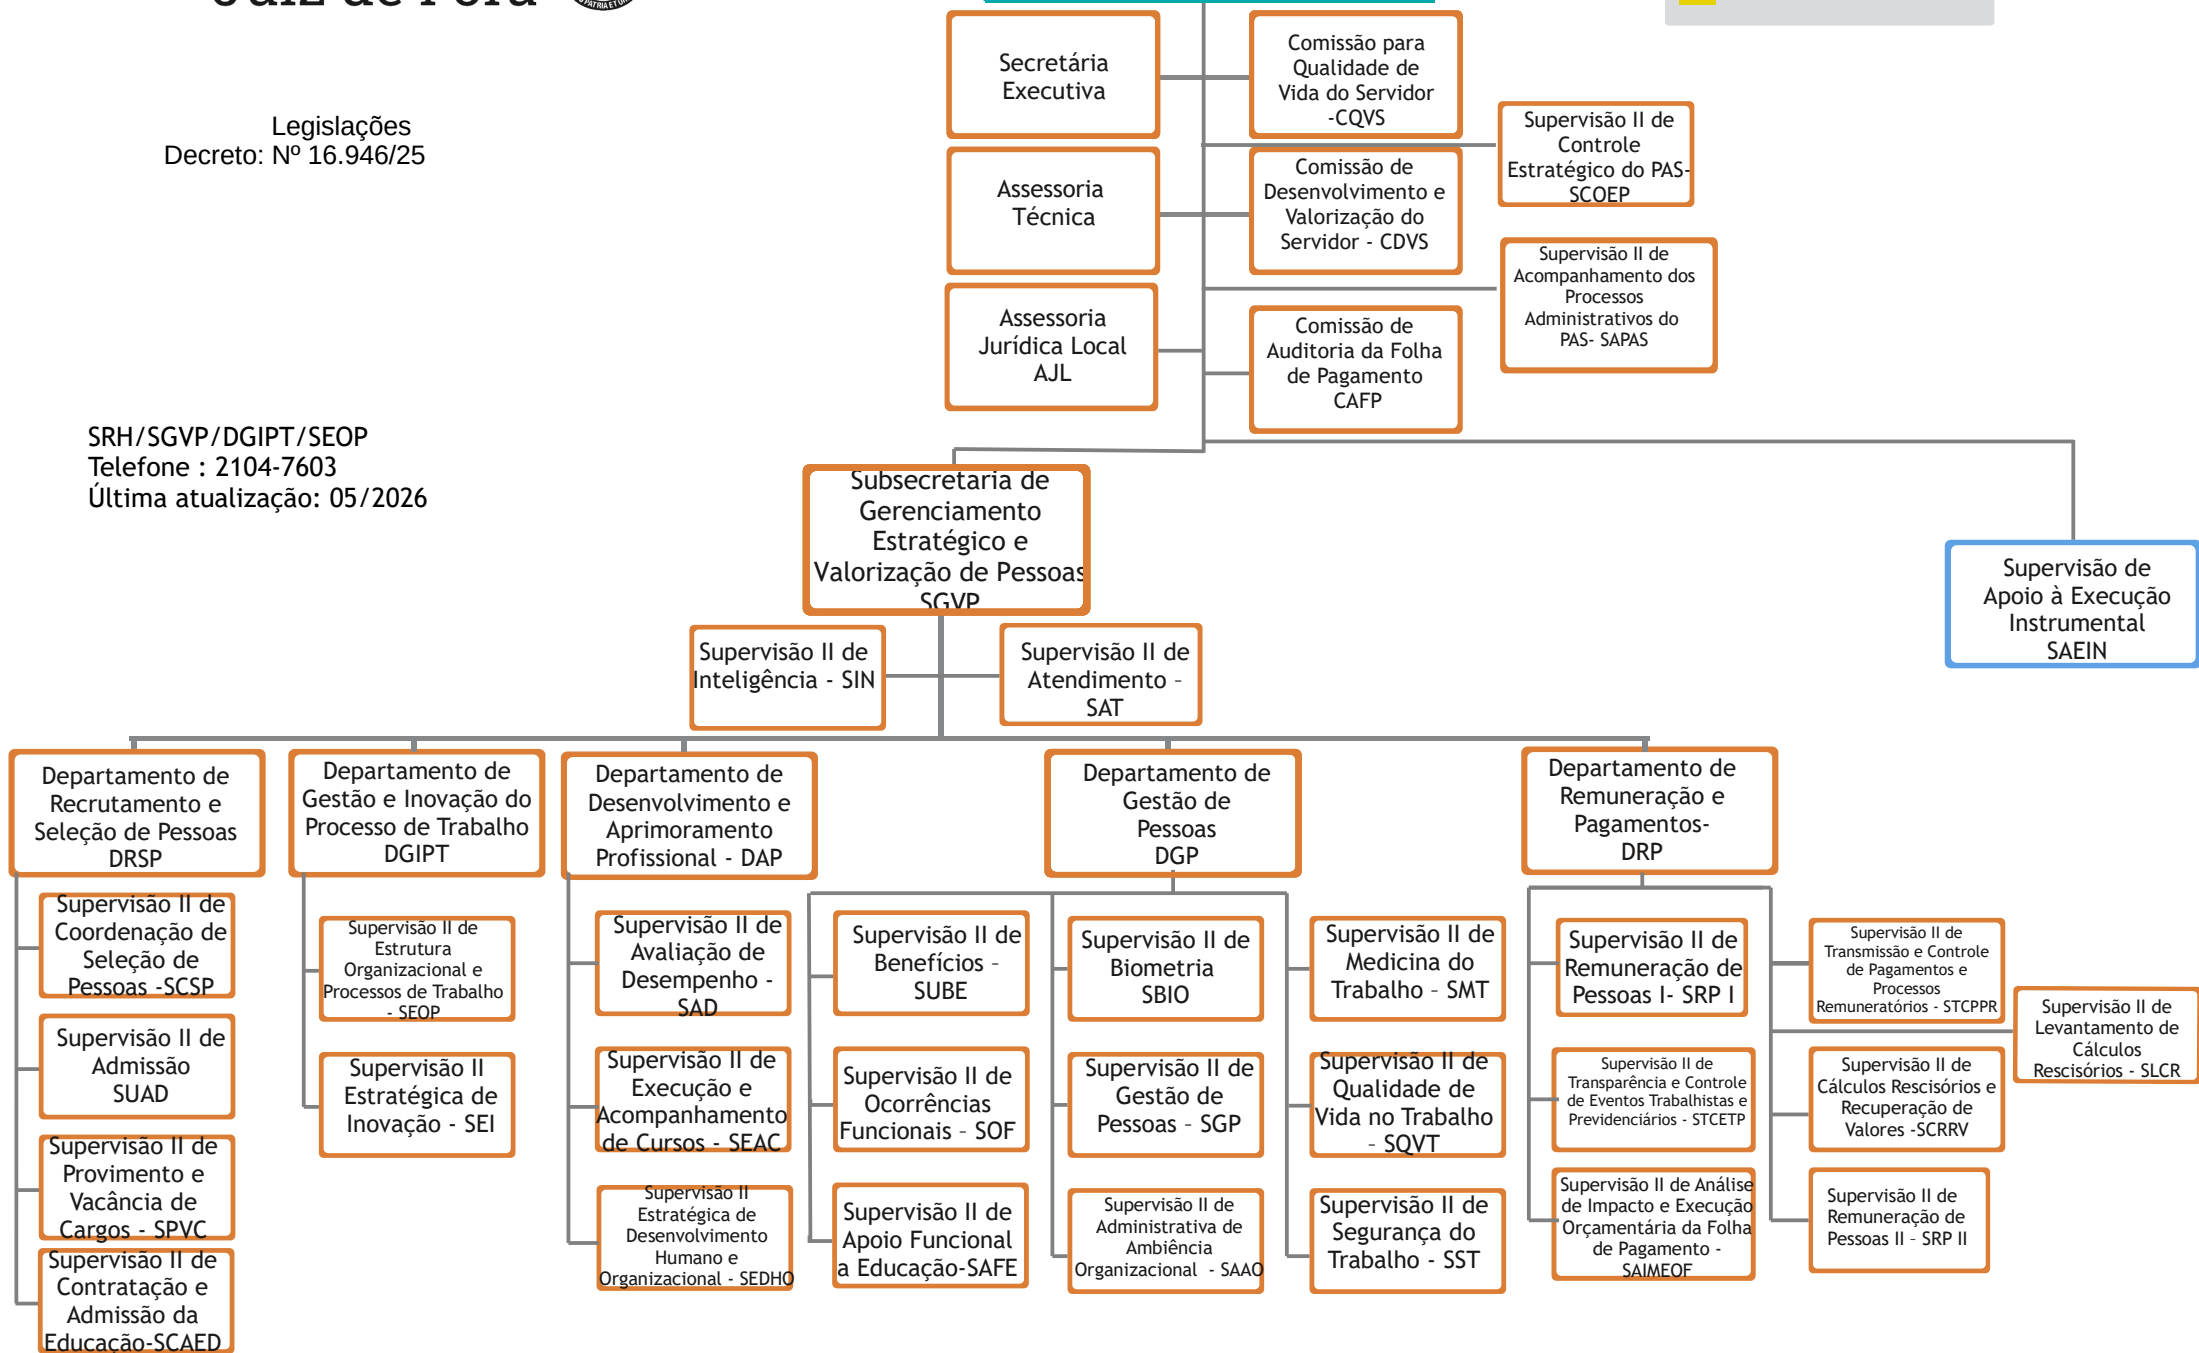 Juiz de Fora
Legislações
Decreto: Nº 16.946/25
SRH/SGVP/DGIPT/SEOP
Telefone : 2104-7603
Última atualização: 05/2026
Secretária
Executiva
Comissão para
Qualidade de
Vida do Servidor
-CQVS
Supervisão II de
Controle
Estratégico do PAS-
SCOEP
Assessoria
Técnica
Comissão de
Desenvolvimento e
Valorização do
Servidor - CDVS
Supervisão II de
Acompanhamento dos
Processos
Administrativos do
PAS- SAPAS
Assessoria
Jurídica Local
AJL
Comissão de
Auditoria da Folha
de Pagamento
CAFP
Subsecretaria de
Gerenciamento
Estratégico e
Valorização de Pessoas
SGVP
Supervisão de
Apoio à Execução
Instrumental
SAEIN
Supervisão II de
Inteligência - SIN
Supervisão II de
Atendimento –
SAT
Departamento de
Recrutamento e
Seleção de Pessoas
DRSP
Departamento de
Gestão e Inovação do
Processo de Trabalho
DGIPT
Departamento de
Desenvolvimento e
Aprimoramento
Profissional - DAP
Departamento de
Gestão de
Pessoas
DGP
Departamento de
Remuneração e
Pagamentos-
DRP
Supervisão II de
Coordenação de
Seleção de
Pessoas -SCSP
Supervisão II de
Admissão
SUAD
Supervisão II de
Provimento e
Vacância de
Cargos - SPVC
Supervisão II de
Contratação e
Admissão da
Educação-SCAED
Supervisão II de
Estrutura
Organizacional e
Processos de Trabalho
- SEOP
Supervisão II
Estratégica de
Inovação - SEI
Supervisão II de
Avaliação de
Desempenho -
SAD
Supervisão II de
Execução e
Acompanhamento
de Cursos - SEAC
Supervisão II
Estratégica de
Desenvolvimento
Humano e
Organizacional - SEDHO
Supervisão II de
Benefícios –
SUBE
Supervisão II de
Ocorrências
Funcionais – SOF
Supervisão II de
Apoio Funcional
a Educação-SAFE
Supervisão II de
Biometria
SBIO
Supervisão II de
Gestão de
Pessoas – SGP
Supervisão II de
Administrativa de
Ambiência
Organizacional - SAAO
Supervisão II de
Medicina do
Trabalho – SMT
Supervisão II de
Qualidade de
Vida no Trabalho
– SQVT
Supervisão II de
Segurança do
Trabalho - SST
Supervisão II de
Remuneração de
Pessoas I- SRP I
Supervisão II de
Transparência e Controle
de Eventos Trabalhistas e
Previdenciários - STCETP
Supervisão II de Análise
de Impacto e Execução
Orçamentária da Folha
de Pagamento -
SAIMEOF
Supervisão II de
Transmissão e Controle
de Pagamentos e
Processos
Remuneratórios - STCPPR
Supervisão II de
Levantamento de
Cálculos
Rescisórios - SLCR
Supervisão II de
Cálculos Rescisórios e
Recuperação de
Valores -SCRRV
Supervisão II de
Remuneração de
Pessoas II – SRP II